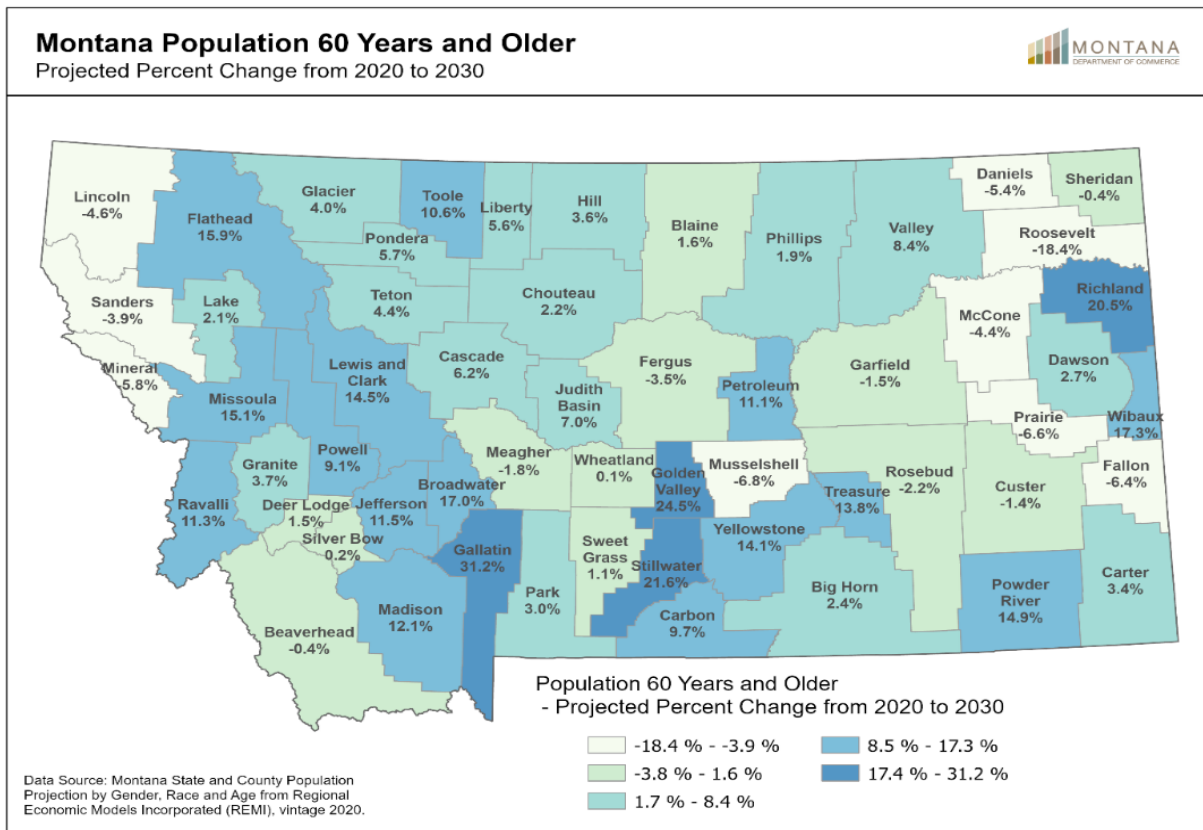 Montana Population 60 Years and Older
Projected Percent Change from 2020 to 2030
MONTANA
DEPARTMENT OF COMMERCE
Lincoln
-4.6%
Flathead
15.9%
Glacier
4.0%
Toole
10.6%
Liberty
5.6%
Hill
3.6%
Blaine
1.6%
Phillips
1.9%
Valley
8.4%
Daniels
-5.4%
Sheridan
-0.4%
Roosevelt
-18.4%
Pondera
5.7%
Sanders
-3.9%
Lake
2.1%
Teton
4.4%
Chouteau
2.2%
McCone
-4.4%
Richland
20.5%
Mineral
-5.8%
Missoula
15.1%
Lewis and
Clark
14.5%
Cascade
6.2%
Judith
Basin
7.0%
Fergus
-3.5%
Petroleum
11.1%
Garfield
-1.5%
Dawson
2.7%
Prairie
-6.6%
Wibaux
17.3%
Granite
3.7%
Powell
9.1%
Meagher
-1.8%
Wheatland
0.1%
Golden
Valley
24.5%
Musselshell
-6.8%
Rosebud
-2.2%
Custer
-1.4%
Fallon
-6.4%
Ravalli
11.3%
Deer Lodge
1.5%
Jefferson
11.5%
Broadwater
17.0%
Treasure
13.8%
Silver Bow
0.2%
Gallatin
31.2%
Sweet
Grass
1.1%
Stillwater
21.6%
Yellowstone
14.1%
Beaverhead
-0.4%
Madison
12.1%
Park
3.0%
Carbon
9.7%
Big Horn
2.4%
Powder
River
14.9%
Carter
3.4%
Population 60 Years and Older
- Projected Percent Change from 2020 to 2030
-18.4 % - -3.9 %
-3.8 % - 1.6 %
1.7 % - 8.4 %
8.5 % - 17.3 %
17.4 % - 31.2 %
Data Source: Montana State and County Population
Projection by Gender, Race and Age from Regional
Economic Models Incorporated (REMI), vintage 2020.